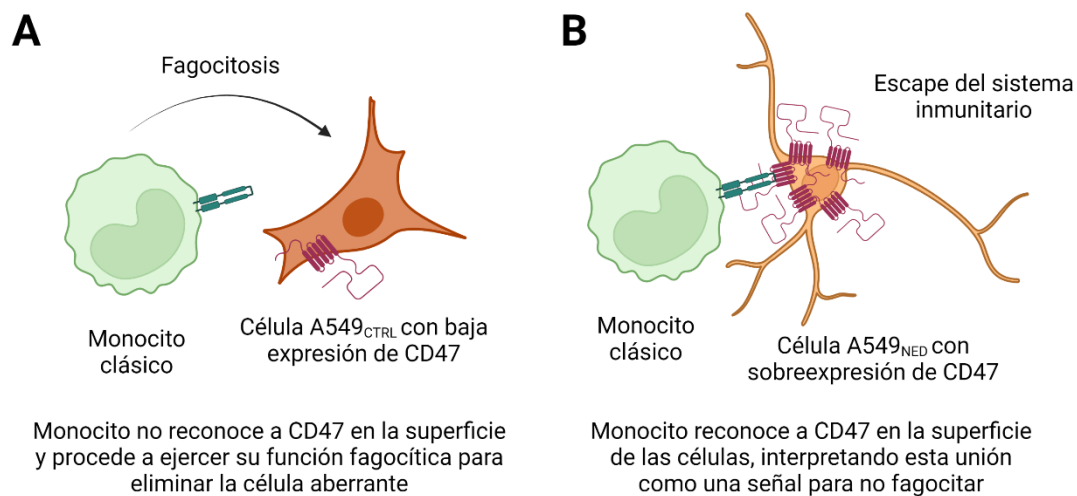 A
Fagocitosis
Monocito
clásico
Célula A549CTRL con baja
expresión de CD47
Monocito no reconoce a CD47 en la superficie
y procede a ejercer su función fagocítica para
eliminar la célula aberrante
B
Escape del sistema
inmunitario
Monocito
clásico
Célula A549NED con
sobreexpresión de CD47
Monocito reconoce a CD47 en la superficie
de las células, interpretando esta unión
como una señal para no fagocitar